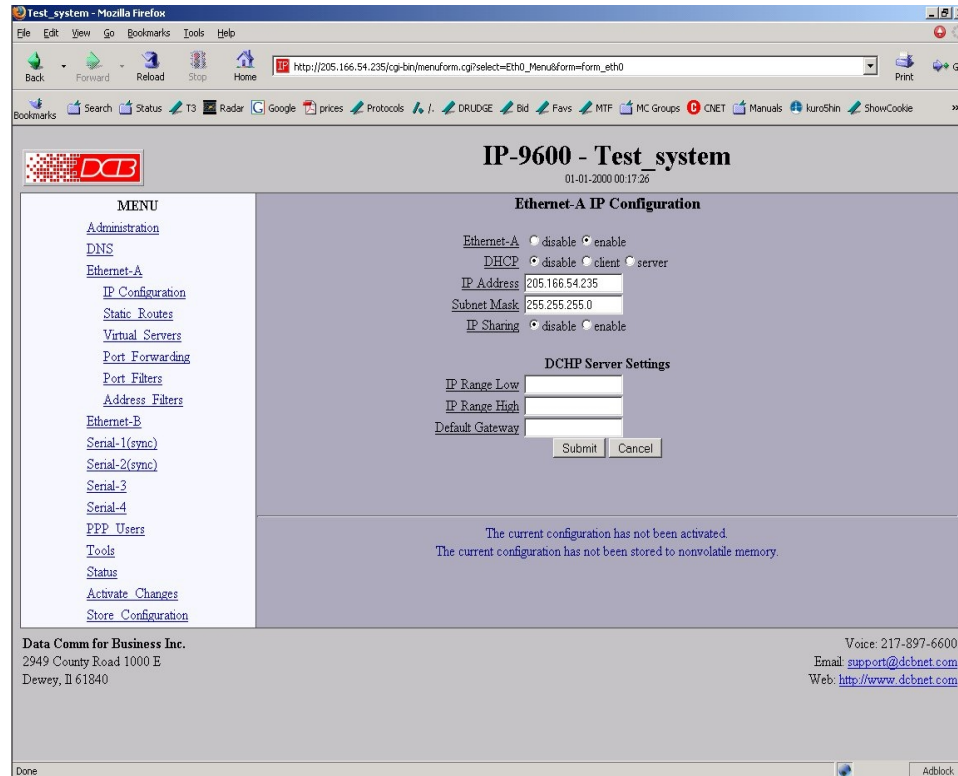 Test_system - Mozilla Firefox
File Edit View Go Bookmarks Tools Help
Back Forward Reload Stop Home
IP http://205.166.54.235/cgi-bin/menuform.cgi?select=Eth0_Menu&form=form_eth0
Print G
Bookmarks Search Status T3 Radar G Google prices Protocols /. DRUDGE Bid Favs MTF MC Groups CNET Manuals kuro5hin ShowCookie »
DCB
IP-9600 - Test_system
01-01-2000 00:17:26
MENU
Administration
DNS
Ethernet-A
IP Configuration
Static Routes
Virtual Servers
Port Forwarding
Port Filters
Address Filters
Ethernet-B
Serial-1(sync)
Serial-2(sync)
Serial-3
Serial-4
PPP Users
Tools
Status
Activate Changes
Store Configuration
Ethernet-A IP Configuration
Ethernet-A disable enable
DHCP disable client server
IP Address 205.166.54.235
Subnet Mask 255.255.255.0
IP Sharing disable enable
DCHP Server Settings
IP Range Low
IP Range High
Default Gateway
Submit Cancel
The current configuration has not been activated.
The current configuration has not been stored to nonvolatile memory.
Data Comm for Business Inc.
2949 County Road 1000 E
Dewey, Il 61840
Voice: 217-897-6600
Email: support@dcbnet.com
Web: http://www.dcbnet.com
Done
Adblock